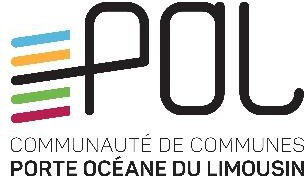 POL
COMMUNAUTÉ DE COMMUNES
PORTE OCÉANE DU LIMOUSIN